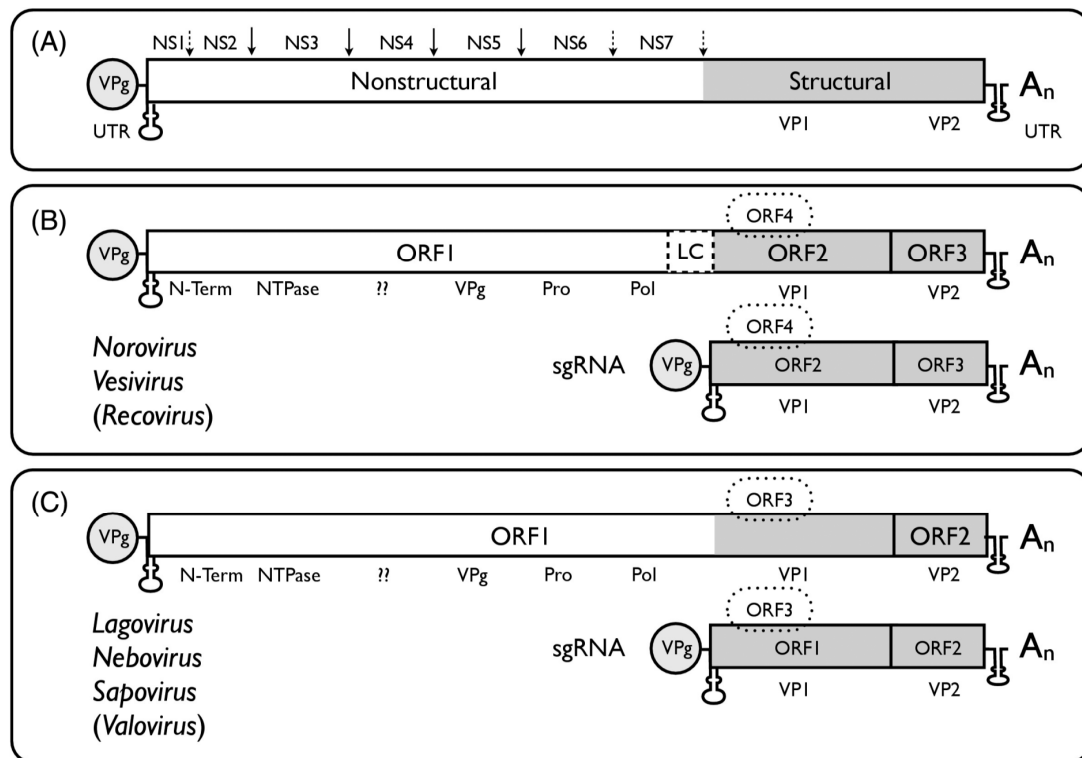 (A)
NS1 NS2 NS3 NS4 NS5 NS6 NS7
VPg Nonstructural Structural An
UTR VP1 VP2 UTR
(B)
ORF4
VPg ORF1 LC ORF2 ORF3 An
N-Term NTPase ?? VPg Pro Pol VP1 VP2
ORF4
Norovirus
sgRNA VPg ORF2 ORF3 An
Vesivirus
VP1 VP2
(Recovirus)
(C)
ORF3
VPg ORF1 ORF2 An
N-Term NTPase ?? VPg Pro Pol VP1 VP2
ORF3
Lagovirus
sgRNA VPg ORF1 ORF2 An
Nebovirus
VP1 VP2
Sapovirus
(Valovirus)